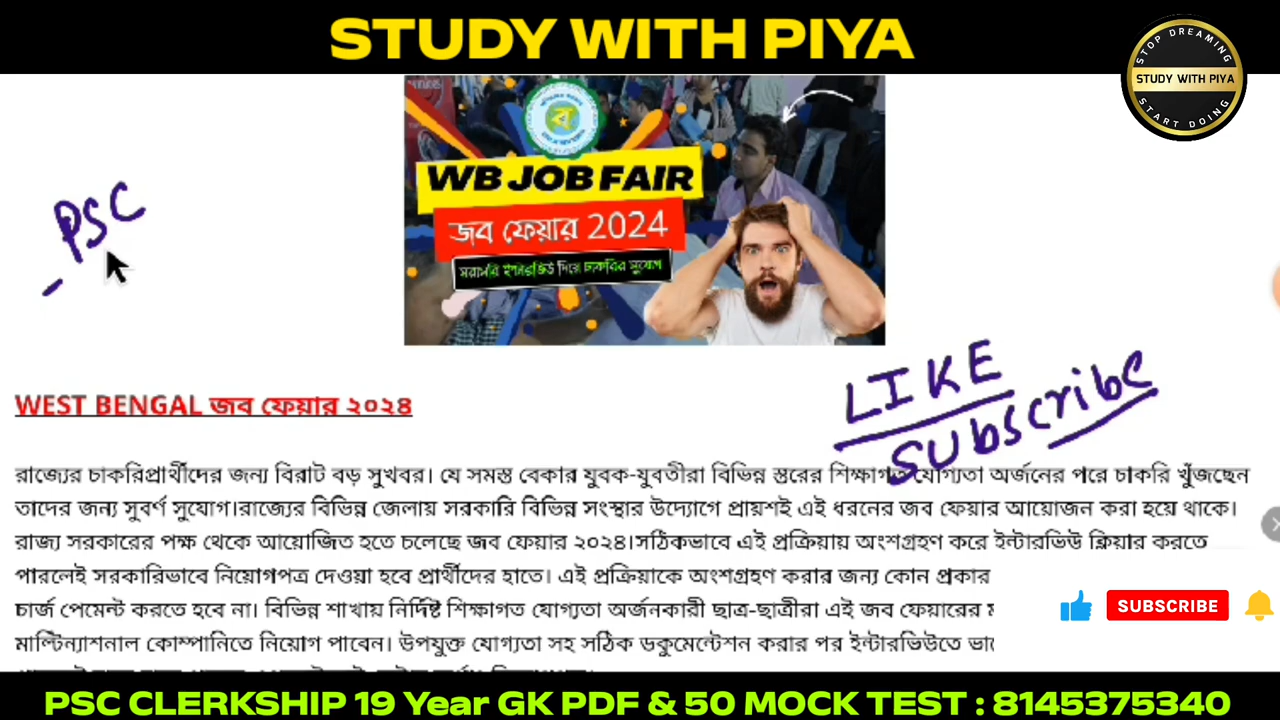 STUDY WITH PIYA
STOP DREAMING
STUDY WITH PIYA
START DOING
WB JOB FAIR
জব ফেয়ার 2024
সরাসরি ইন্টারভিউ দিয়ে চাকরির সুযোগ
PSC
LIKE
Subscribe
WEST BENGAL জব ফেয়ার ২০২৪
রাজ্যের চাকরিপ্রার্থীদের জন্য বিরাট বড় সুখবর। যে সমস্ত বেকার যুবক-যুবতীরা বিভিন্ন স্তরের শিক্ষাগত যোগ্যতা অর্জনের পরে চাকরি খুঁজছেন
তাদের জন্য সুবর্ণ সুযোগ।রাজ্যের বিভিন্ন জেলায় সরকারি বিভিন্ন সংস্থার উদ্যোগে প্রায়শই এই ধরনের জব ফেয়ার আয়োজন করা হয়ে থাকে।
রাজ্য সরকারের পক্ষ থেকে আয়োজিত হতে চলেছে জব ফেয়ার ২০২৪।সঠিকভাবে এই প্রক্রিয়ায় অংশগ্রহণ করে ইন্টারভিউ ক্লিয়ার করতে
পারলেই সরকারিভাবে নিয়োগপত্র দেওয়া হবে প্রার্থীদের হাতে। এই প্রক্রিয়াকে অংশগ্রহণ করার জন্য কোন প্রকার
চার্জ পেমেন্ট করতে হবে না। বিভিন্ন শাখায় নির্দিষ্ট শিক্ষাগত যোগ্যতা অর্জনকারী ছাত্র-ছাত্রীরা এই জব ফেয়ারের
মাল্টিন্যাশনাল কোম্পানিতে নিয়োগ পাবেন। উপযুক্ত যোগ্যতা সহ সঠিক ডকুমেন্টেশন করার পর ইন্টারভিউতে
SUBSCRIBE
PSC CLERKSHIP 19 Year GK PDF & 50 MOCK TEST : 8145375340